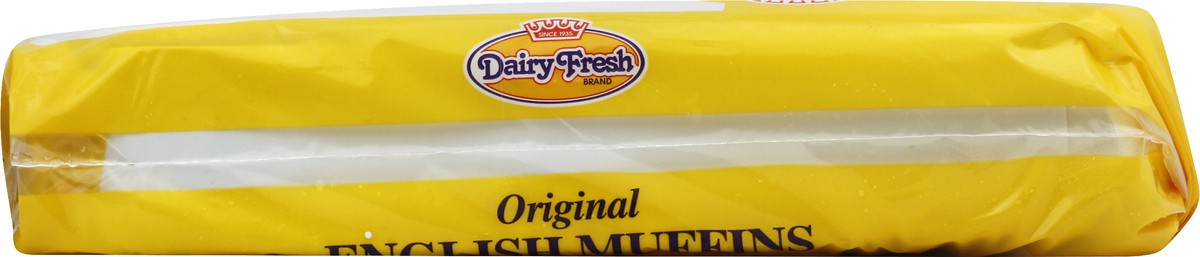 SINCE 1935
Dairy Fresh
BRAND
Original
ENGLISH MUFFINS